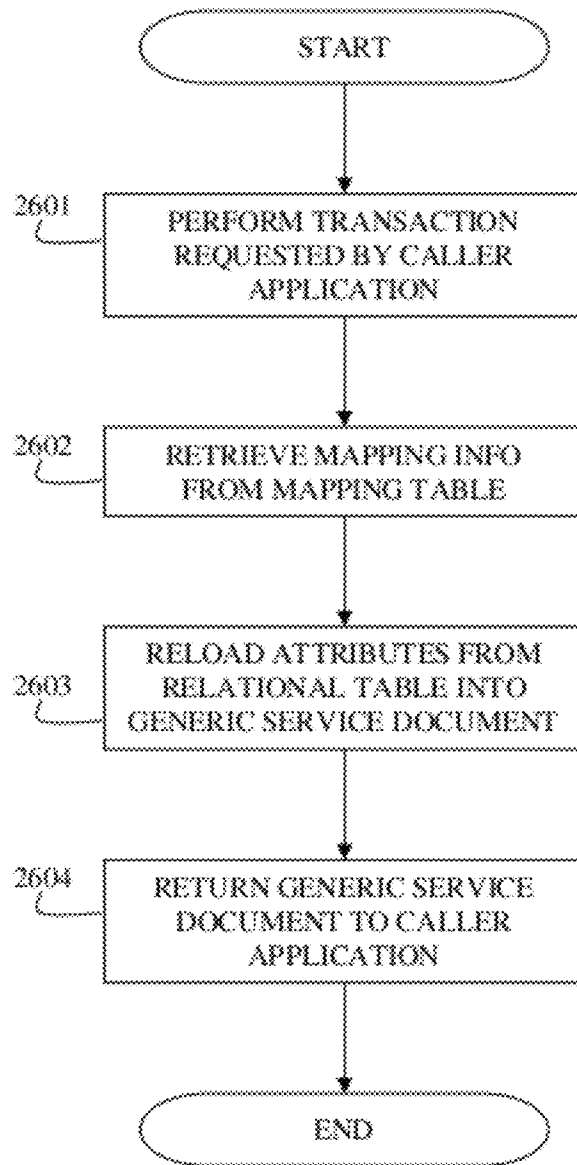 START
2601
PERFORM TRANSACTION
REQUESTED BY CALLER
APPLICATION
2602
RETRIEVE MAPPING INFO
FROM MAPPING TABLE
2603
RELOAD ATTRIBUTES FROM
RELATIONAL TABLE INTO
GENERIC SERVICE DOCUMENT
2604
RETURN GENERIC SERVICE
DOCUMENT TO CALLER
APPLICATION
END